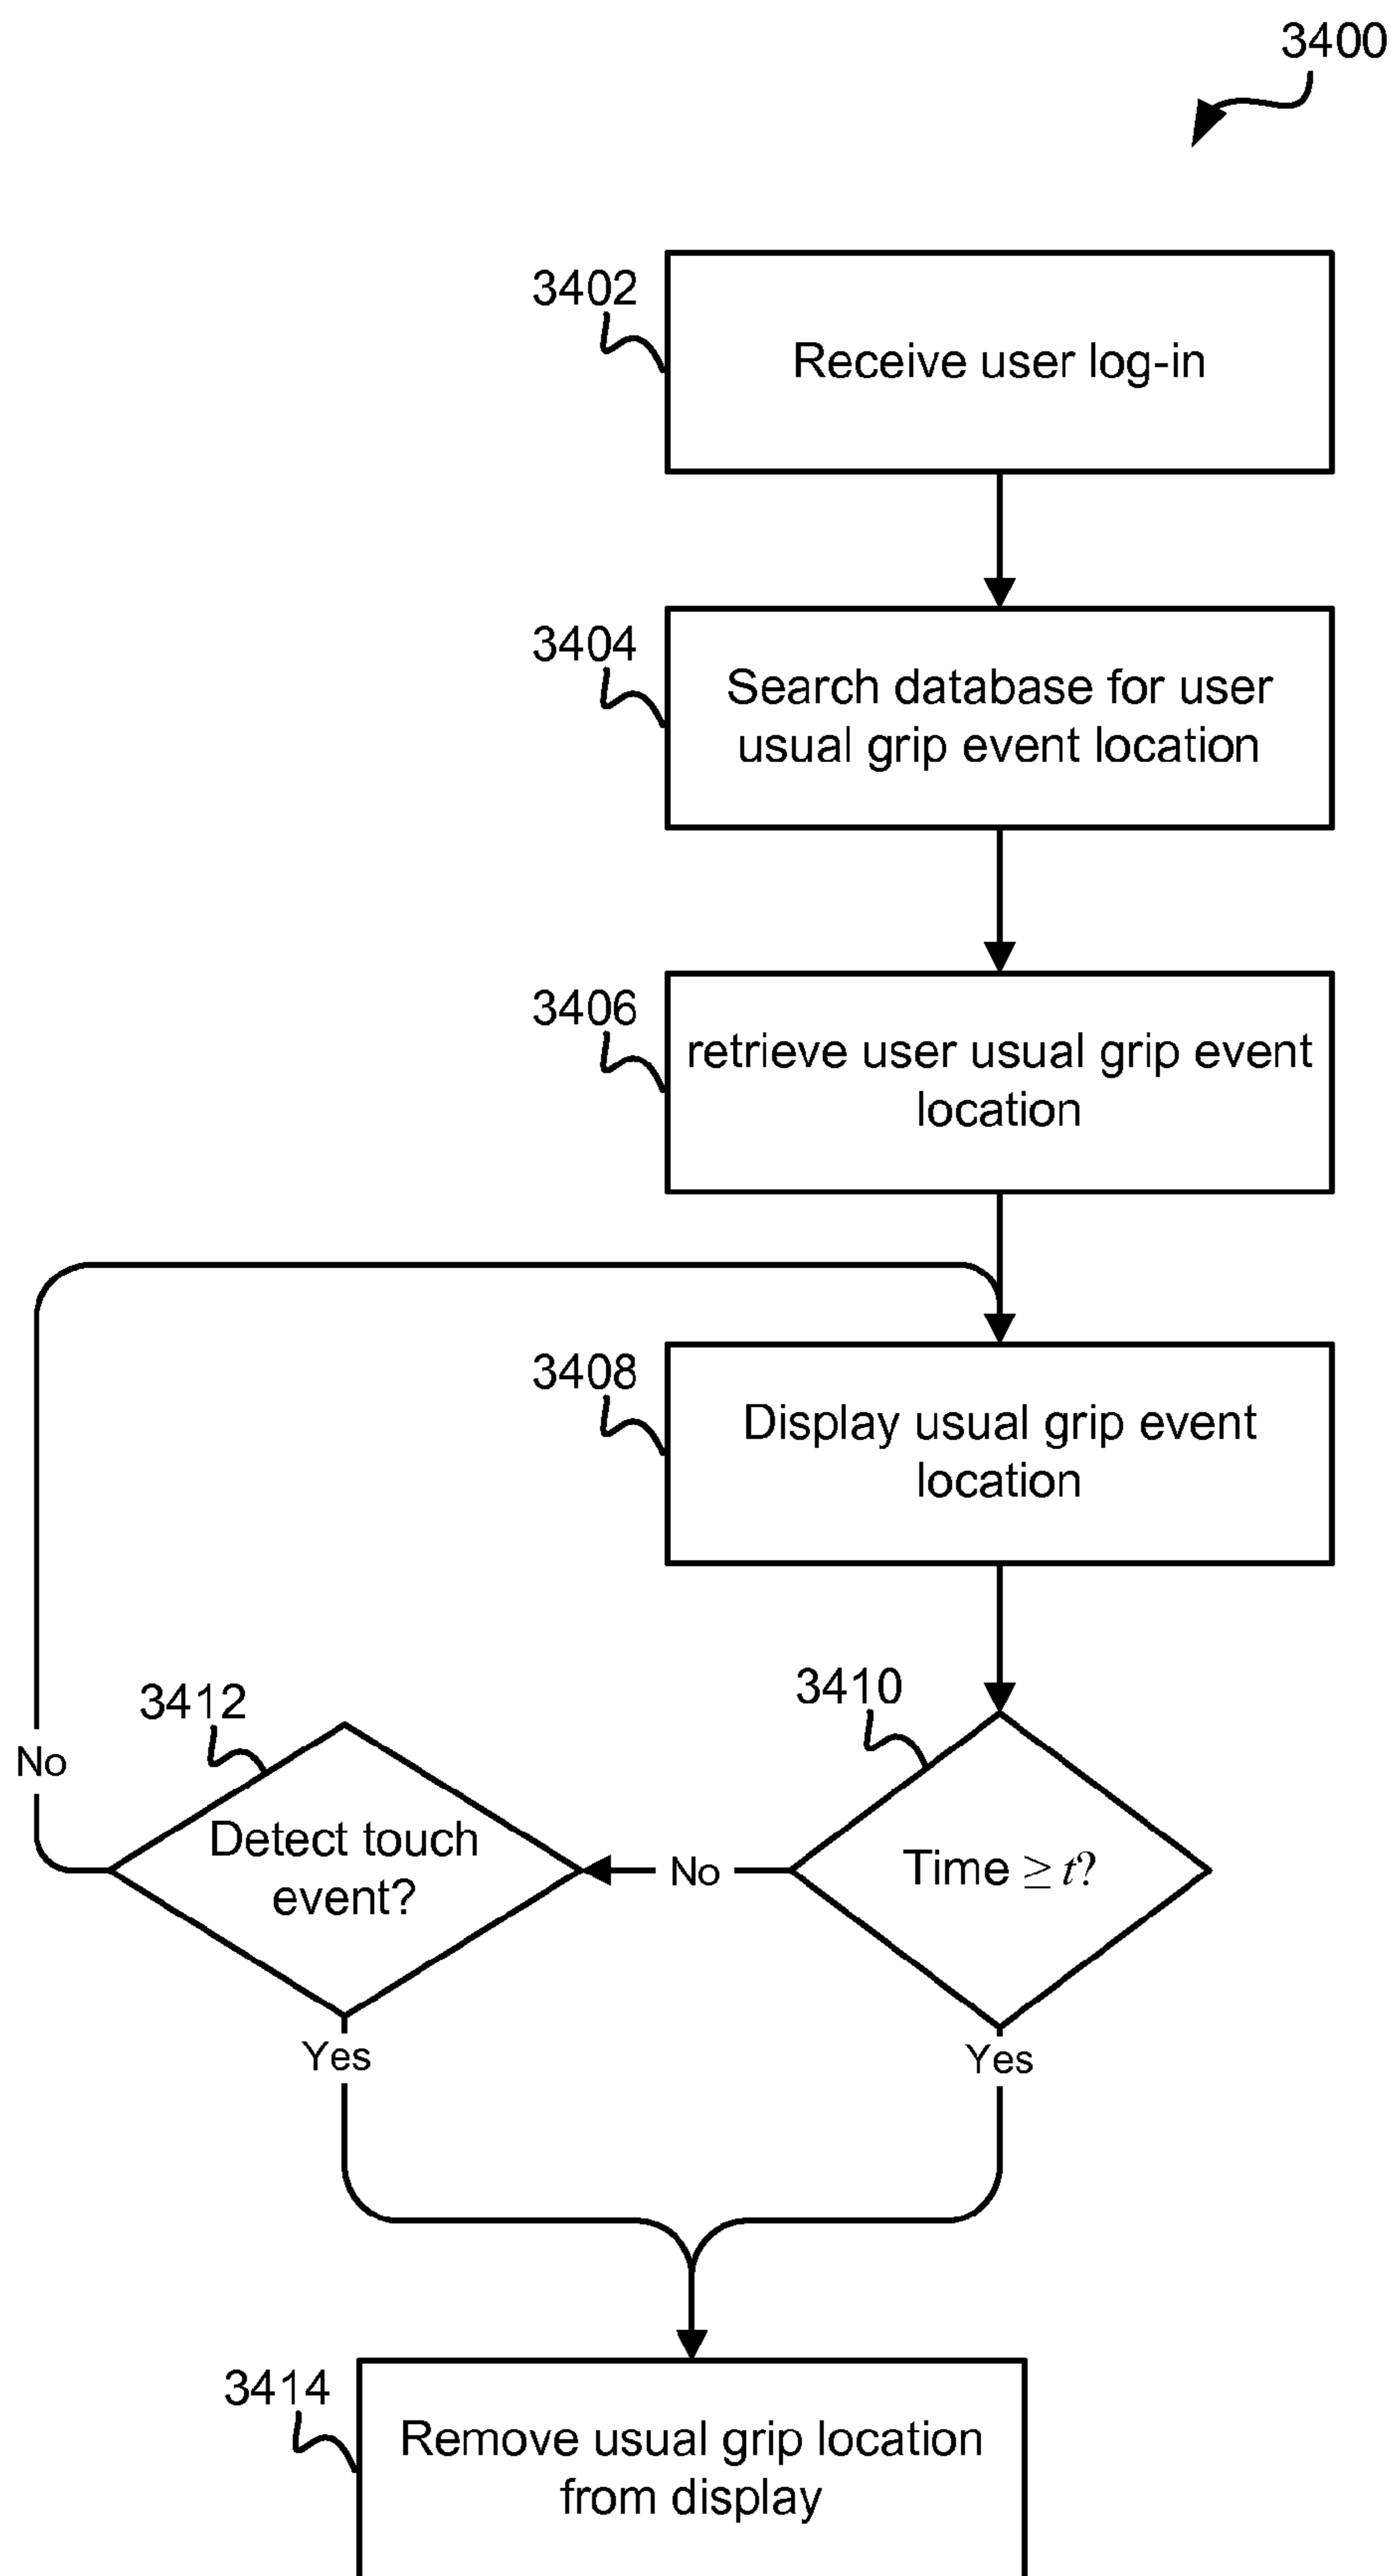 3400
3402
Receive user log-in
3404
Search database for user
usual grip event location
3406
retrieve user usual grip event
location
3408
Display usual grip event
location
3412
3410
No
Detect touch
event?
No
Time ≥ t?
Yes
Yes
3414
Remove usual grip location
from display